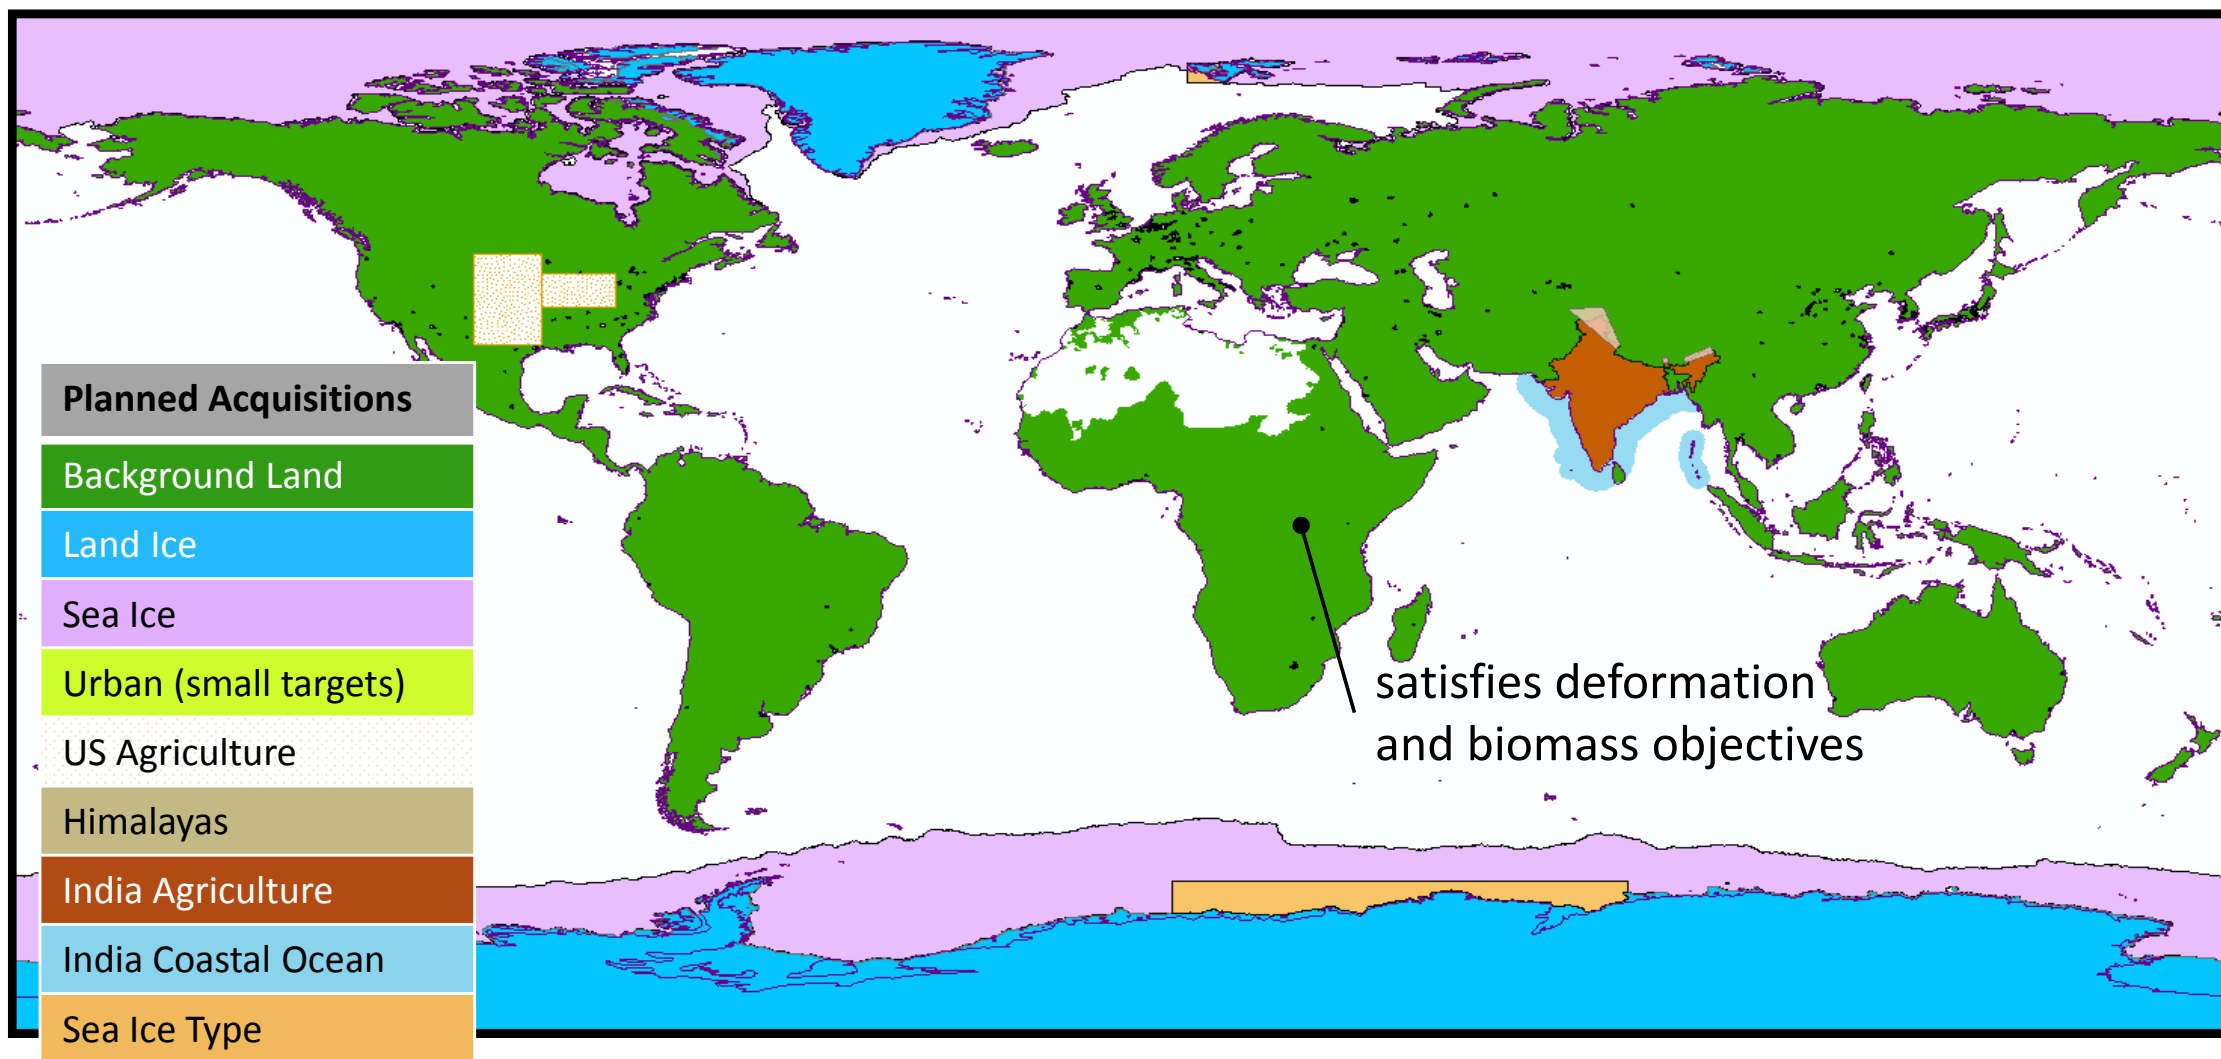 Planned Acquisitions
Background Land
Land Ice
Sea Ice
Urban (small targets)
US Agriculture
Himalayas
India Agriculture
India Coastal Ocean
Sea Ice Type
satisfies deformation
and biomass objectives